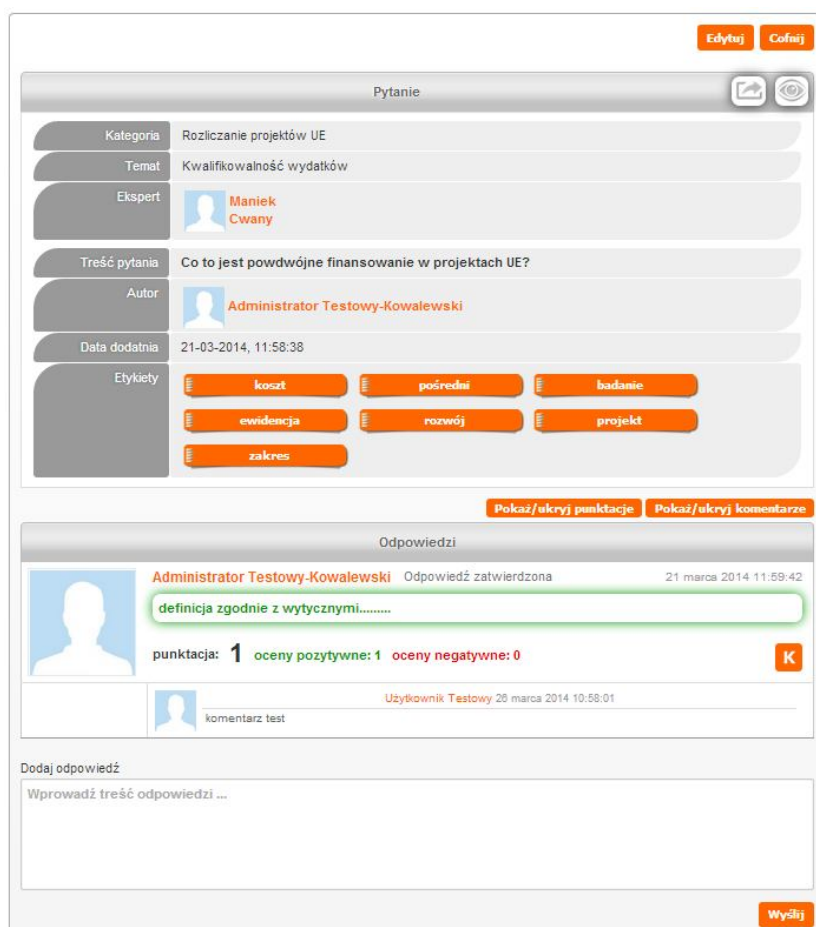 Edytuj Cofnij
Pytanie
Kategoria Rozliczanie projektów UE
Temat Kwalifikowalność wydatków
Ekspert Maniek
Cwany
Treść pytania Co to jest powdwójne finansowanie w projektach UE?
Autor Administrator Testowy-Kowalewski
Data dodatnia 21-03-2014, 11:58:38
Etykiety koszt pośredni badanie
ewidencja rozwój projekt
zakres
Pokaż/ukryj punktacje Pokaż/ukryj komentarze
Odpowiedzi
Administrator Testowy-Kowalewski Odpowiedź zatwierdzona 21 marca 2014 11:59:42
definicja zgodnie z wytycznymi.........
punktacja: 1 oceny pozytywne: 1 oceny negatywne: 0 K
Użytkownik Testowy 26 marca 2014 10:58:01
komentarz test
Dodaj odpowiedź
Wprowadź treść odpowiedzi ...
Wyślij